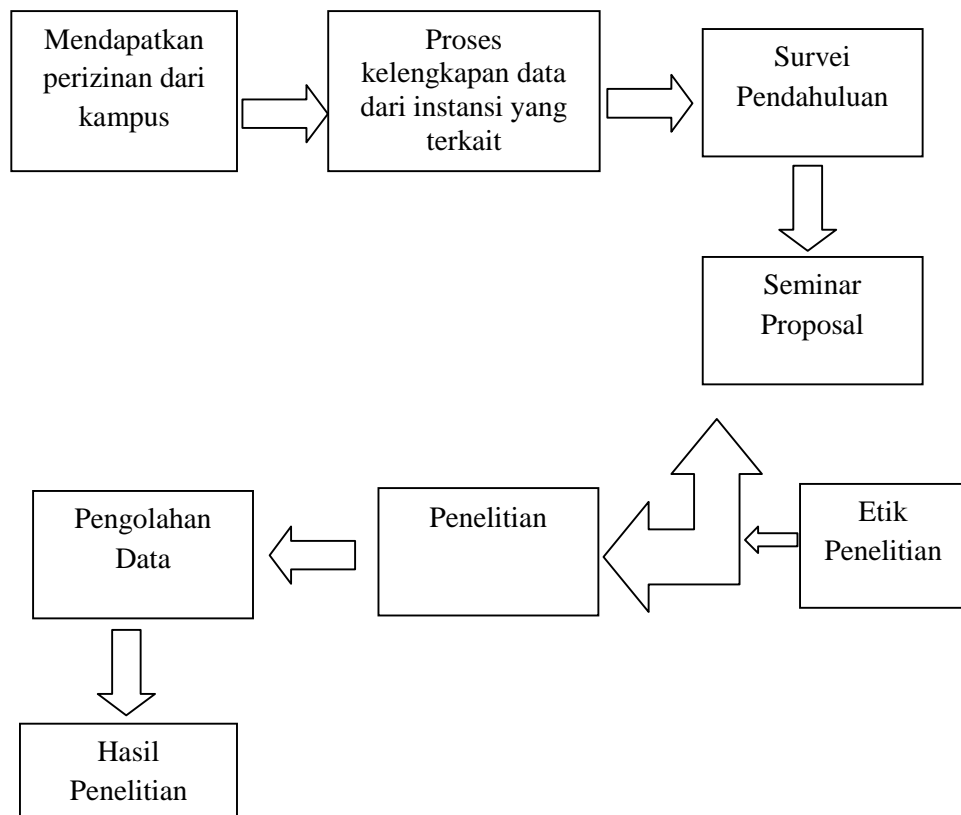 Mendapatkan
perizinan dari
kampus
Proses
kelengkapan data
dari instansi yang
terkait
Survei
Pendahuluan
Seminar
Proposal
Etik
Penelitian
Penelitian
Pengolahan
Data
Hasil
Penelitian